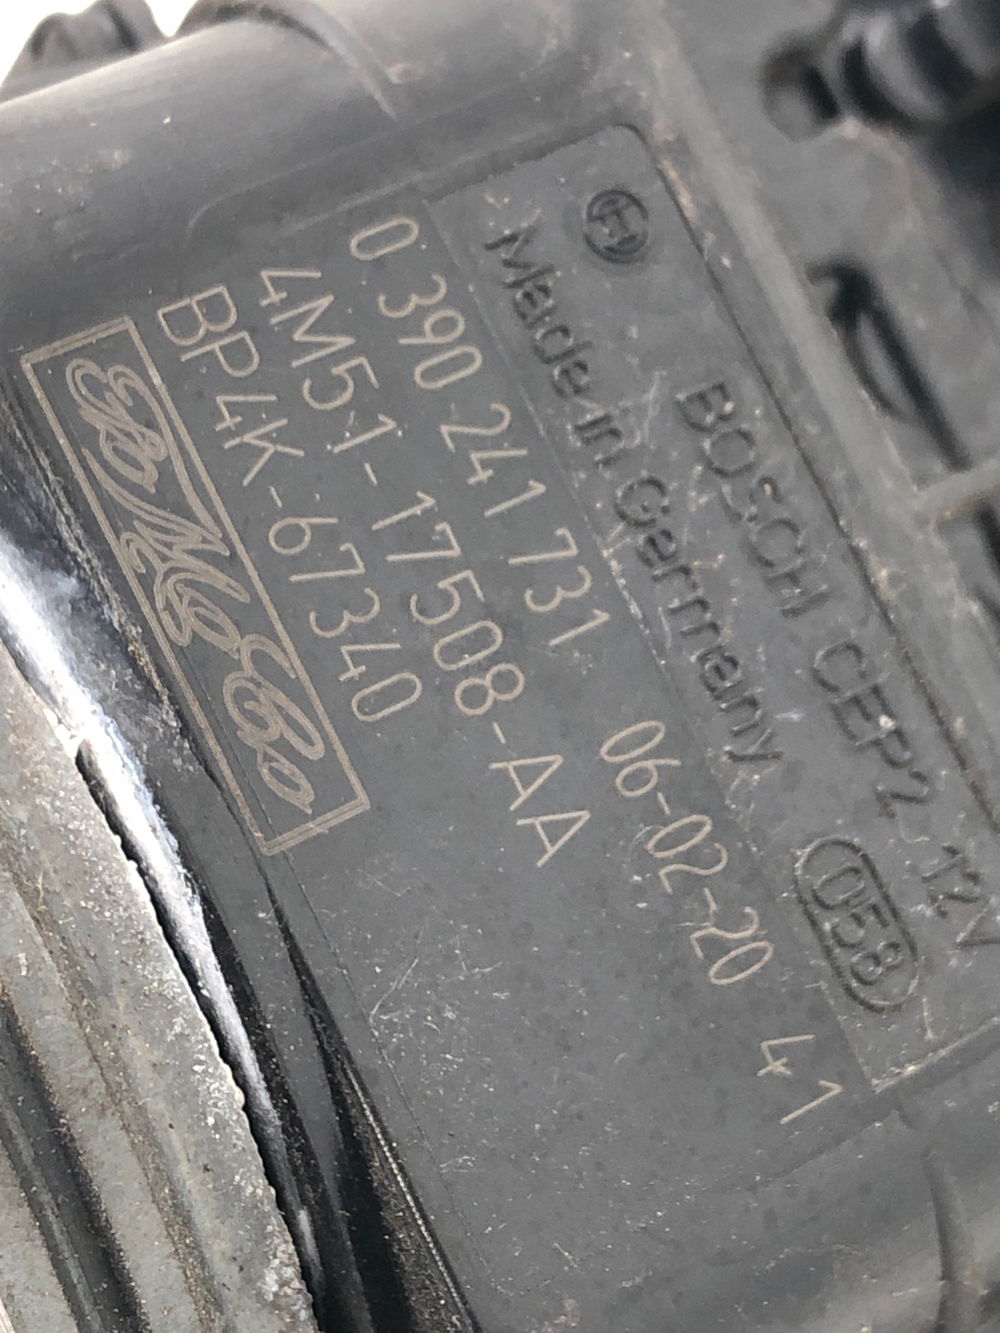 BOSCH CEP2 12V
Made in Germany
058
0 390 241 731 06-02-20 41
4M51-17508-AA
BP4K-67340